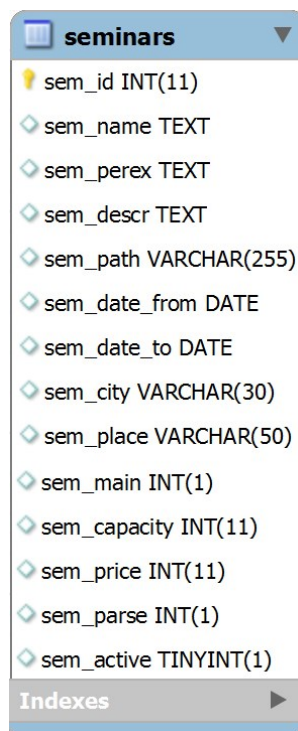 seminars
sem_id INT(11)
sem_name TEXT
sem_perex TEXT
sem_descr TEXT
sem_path VARCHAR(255)
sem_date_from DATE
sem_date_to DATE
sem_city VARCHAR(30)
sem_place VARCHAR(50)
sem_main INT(1)
sem_capacity INT(11)
sem_price INT(11)
sem_parse INT(1)
sem_active TINYINT(1)
Indexes